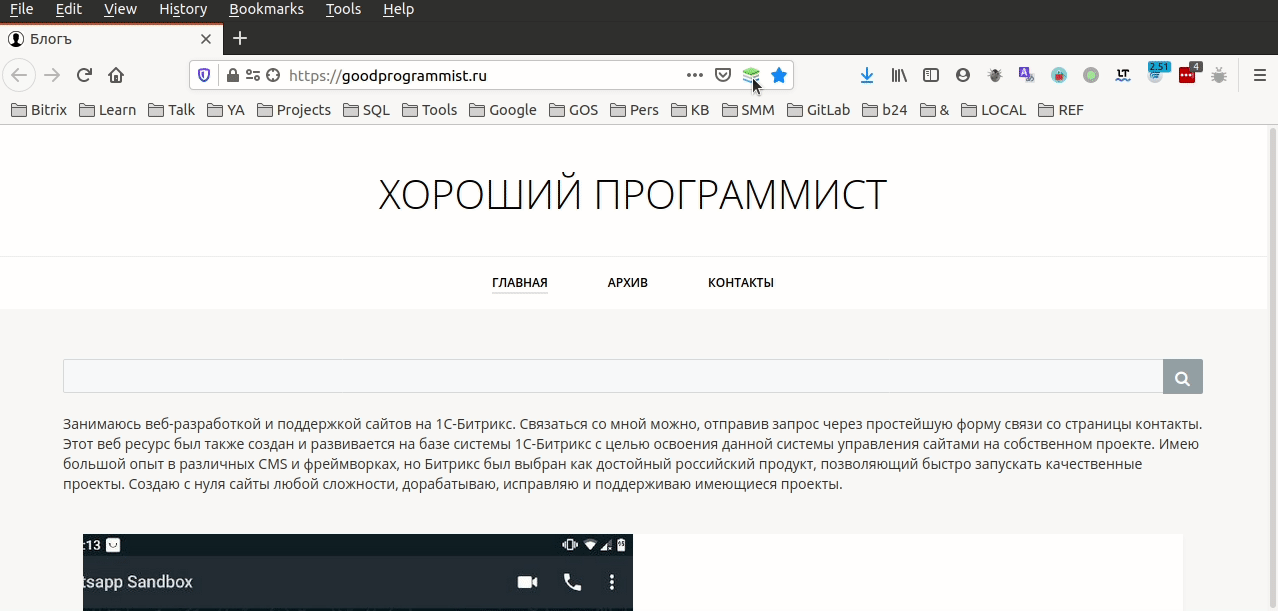 File Edit View History Bookmarks Tools Help
Блогъ
https://goodprogrammist.ru
2.51
4
LT
Bitrix Learn Talk YA Projects SQL Tools Google GOS Pers KB SMM GitLab b24 & LOCAL REF
ХОРОШИЙ ПРОГРАММИСТ
ГЛАВНАЯ АРХИВ КОНТАКТЫ
Занимаюсь веб-разработкой и поддержкой сайтов на 1С-Битрикс. Связаться со мной можно, отправив запрос через простейшую форму связи со страницы контакты.
Этот веб ресурс был также создан и развивается на базе системы 1С-Битрикс с целью освоения данной системы управления сайтами на собственном проекте. Имею
большой опыт в различных CMS и фреймворках, но Битрикс был выбран как достойный российский продукт, позволяющий быстро запускать качественные
проекты. Создаю с нуля сайты любой сложности, дорабатываю, исправляю и поддерживаю имеющиеся проекты.
:13
tsapp Sandbox